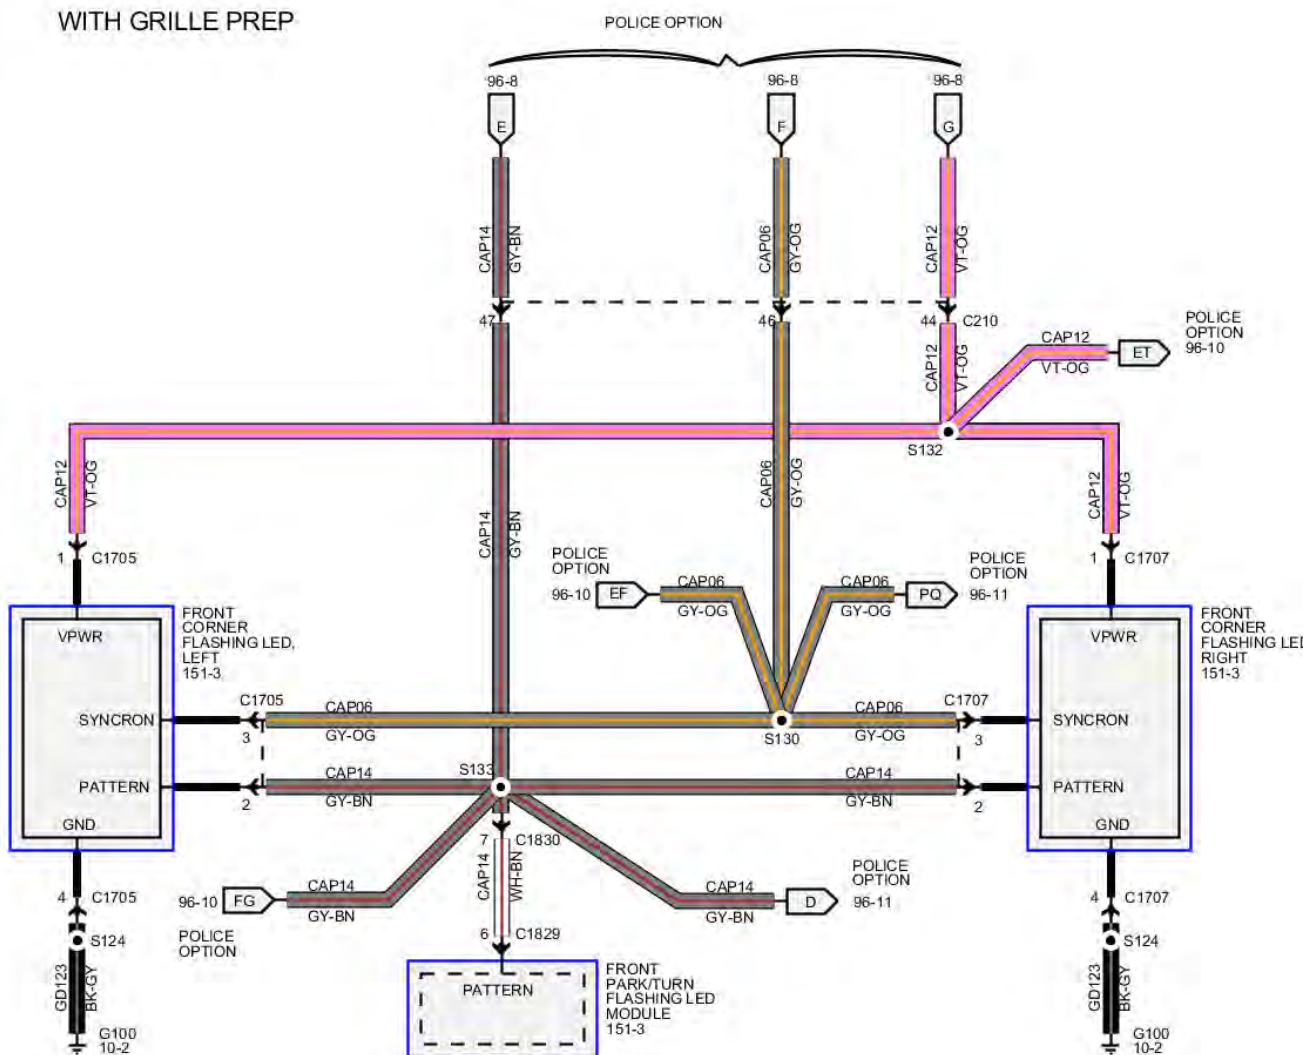 WITH GRILLE PREP
POLICE OPTION
96-8
96-8
96-8
E
F
G
CAP14
GY-BN
CAP06
GY-OG
CAP12
VT-OG
47
46
44
C210
CAP12
VT-OG
CAP12
VT-OG
ET
POLICE
OPTION
96-10
S132
CAP12
VT-OG
CAP14
GY-BN
CAP06
GY-OG
CAP12
VT-OG
1
C1705
1
C1707
POLICE
OPTION
96-10
EF
CAP06
GY-OG
CAP06
GY-OG
PQ
POLICE
OPTION
96-11
VPWR
FRONT
CORNER
FLASHING LED,
LEFT
151-3
VPWR
FRONT
CORNER
FLASHING LED
RIGHT
151-3
SYNCRON
C1705
3
CAP06
GY-OG
S130
CAP06
GY-OG
C1707
3
SYNCRON
PATTERN
2
CAP14
GY-BN
S133
CAP14
GY-BN
2
PATTERN
GND
GND
7
C1830
CAP14
WH-BN
4
C1705
4
C1707
96-10
FG
CAP14
GY-BN
POLICE
OPTION
CAP14
GY-BN
D
POLICE
OPTION
96-11
6
C1829
S124
S124
GD123
BK-GY
GD123
BK-GY
PATTERN
FRONT
PARK/TURN
FLASHING LED
MODULE
151-3
G100
10-2
G100
10-2